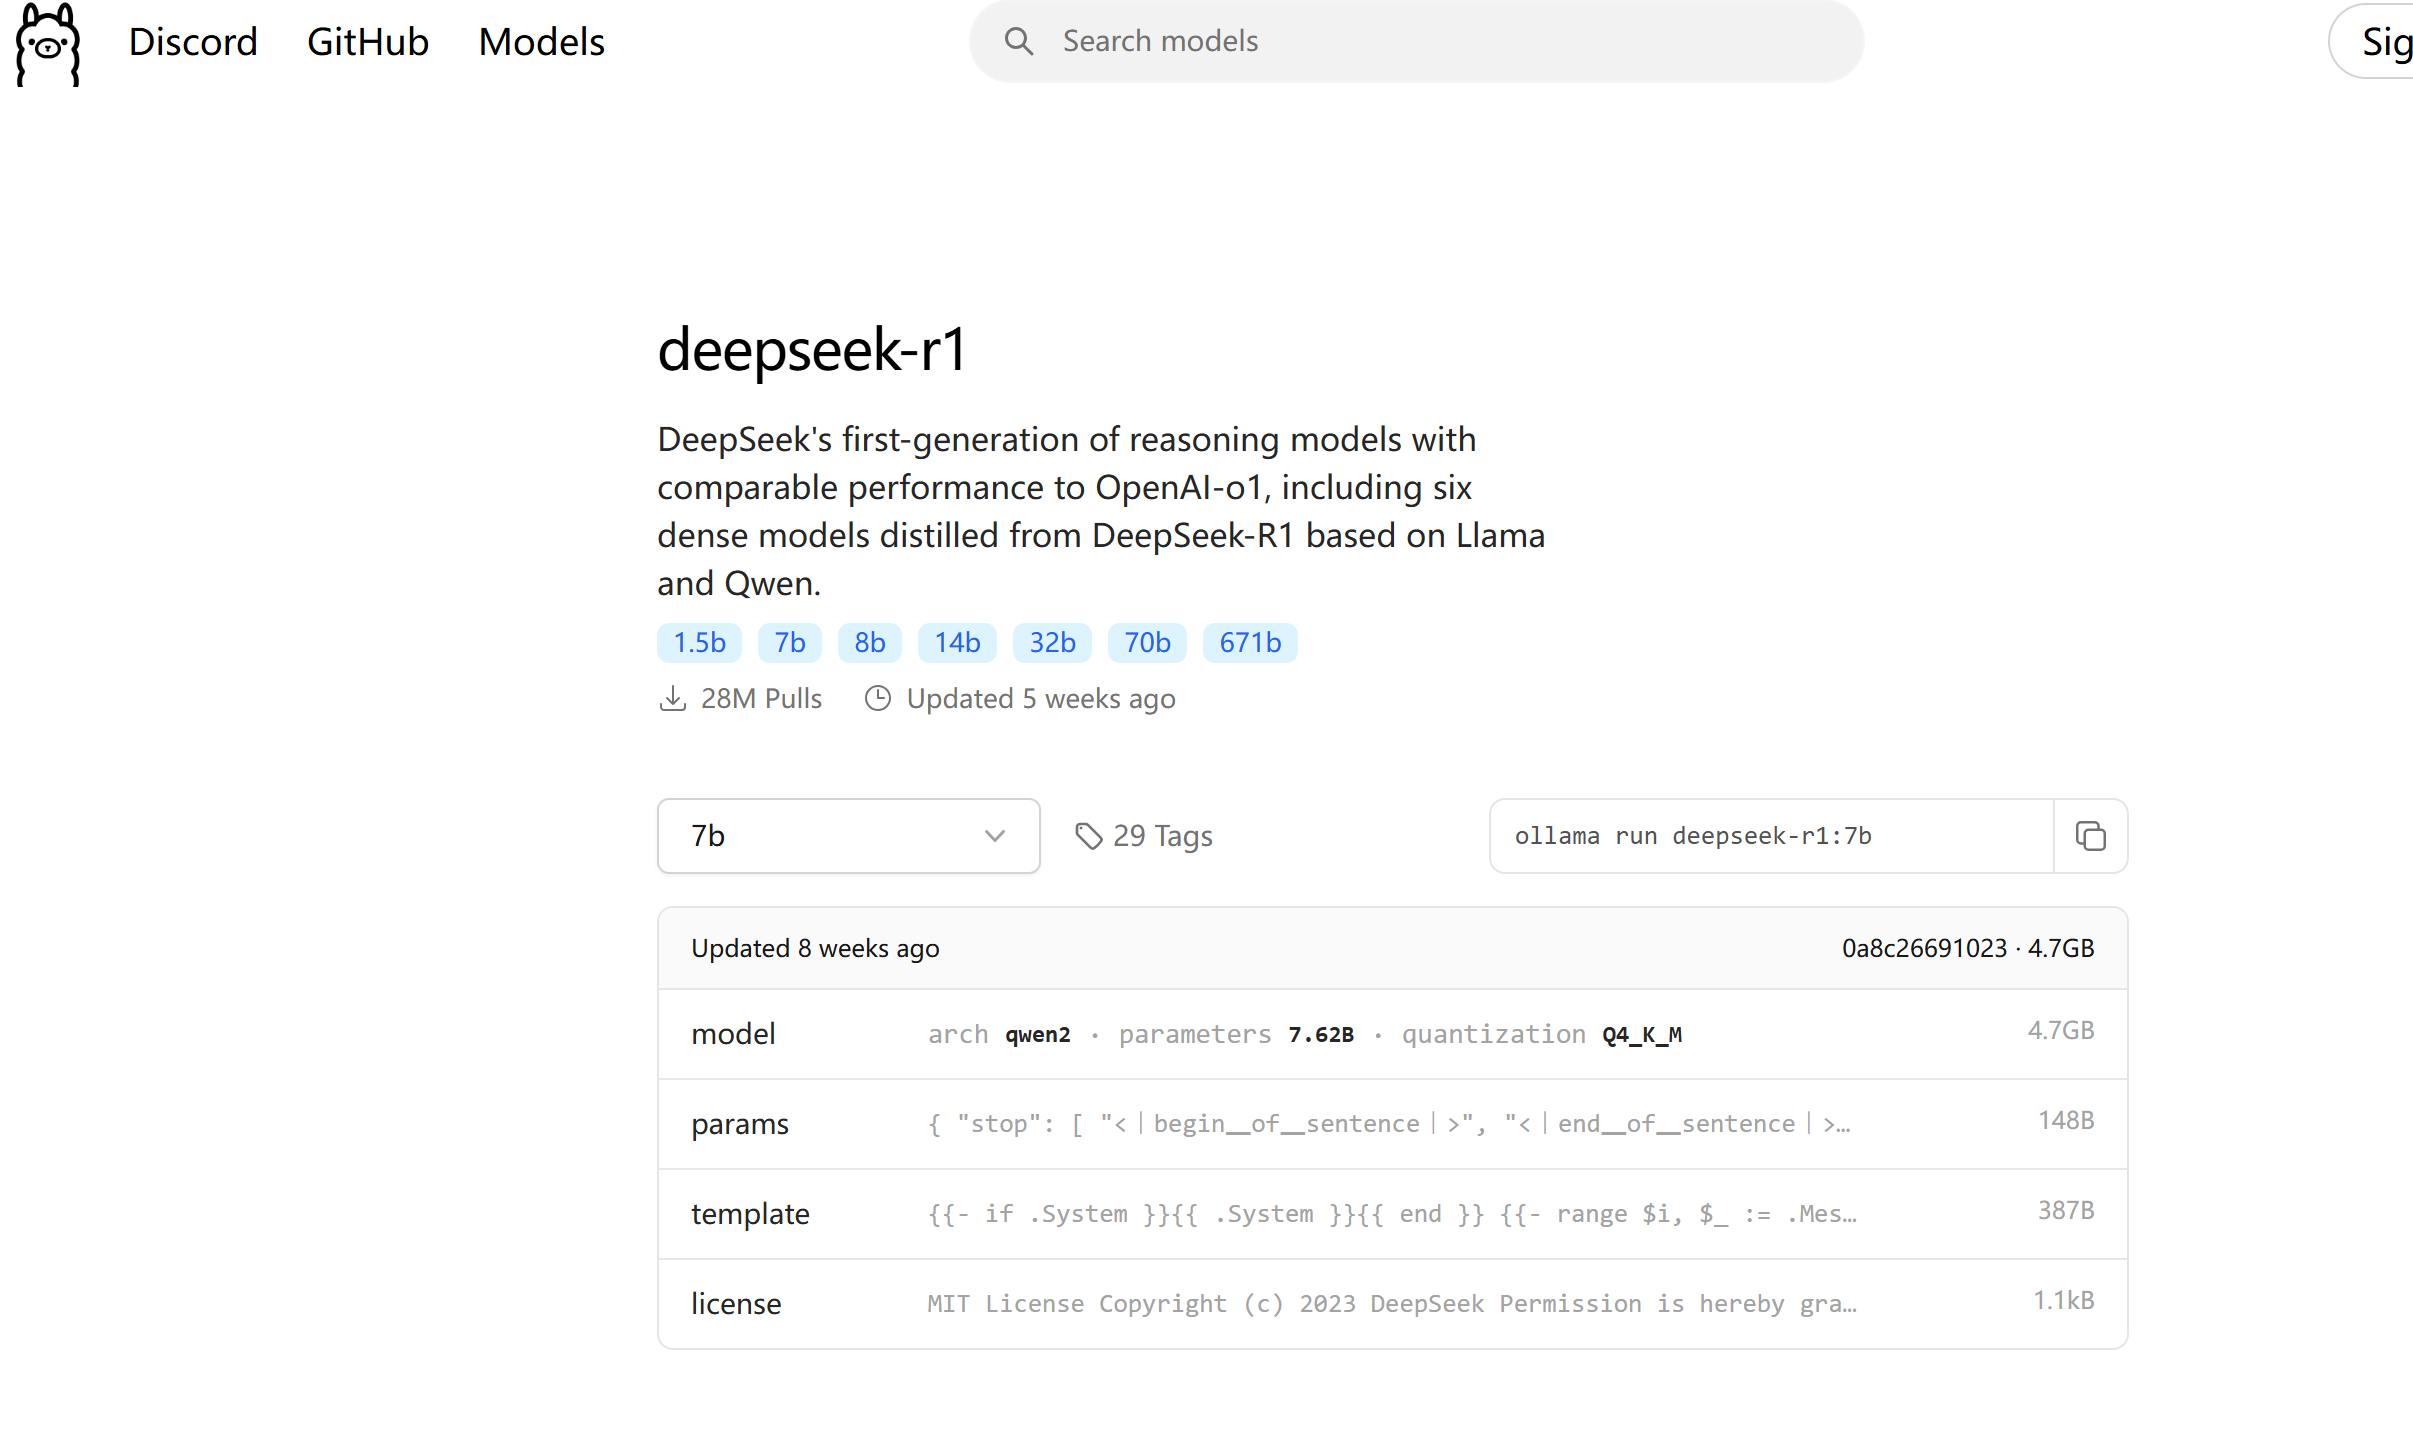 Discord GitHub Models Search models Sig
deepseek-r1
DeepSeek's first-generation of reasoning models with
comparable performance to OpenAI-o1, including six
dense models distilled from DeepSeek-R1 based on Llama
and Qwen.
1.5b 7b 8b 14b 32b 70b 671b
28M Pulls Updated 5 weeks ago
7b 29 Tags ollama run deepseek-r1:7b
Updated 8 weeks ago 0a8c26691023 · 4.7GB
model arch qwen2 · parameters 7.62B · quantization Q4_K_M 4.7GB
params { "stop": [ "<｜begin▁of▁sentence｜>", "<｜end▁of▁sentence｜>… 148B
template {{- if .System }}{{ .System }}{{ end }} {{- range $i, $_ := .Mes… 387B
license MIT License Copyright (c) 2023 DeepSeek Permission is hereby gra… 1.1kB